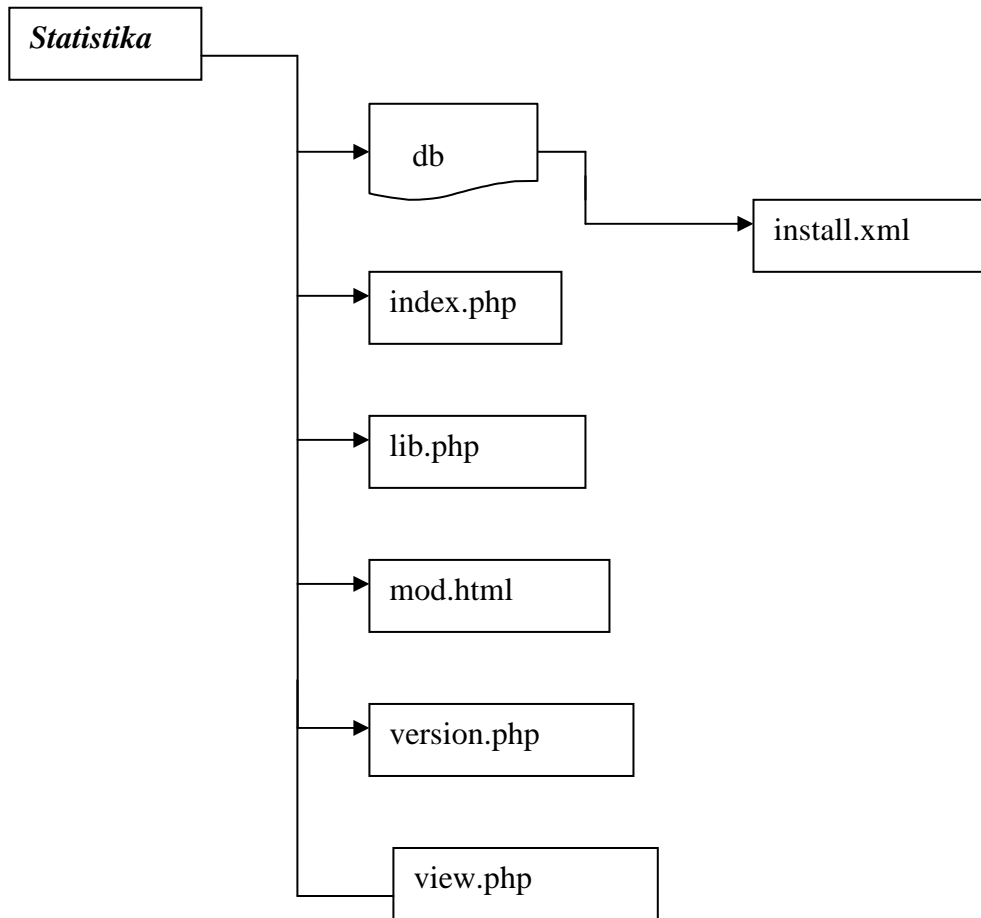 Statistika
db
install.xml
index.php
lib.php
mod.html
version.php
view.php